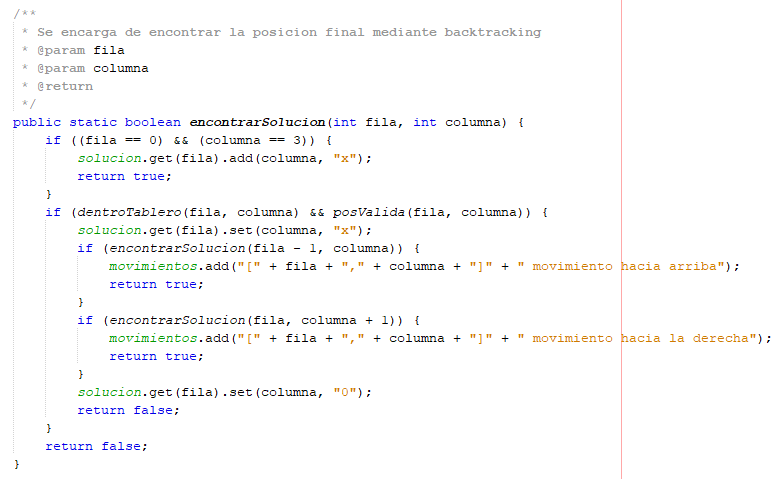 /**
 * Se encarga de encontrar la posicion final mediante backtracking
 * @param fila
 * @param columna
 * @return
 */
public static boolean encontrarSolucion(int fila, int columna) {
    if ((fila == 0) && (columna == 3)) {
        solucion.get(fila).add(columna, "x");
        return true;
    }
    if (dentroTablero(fila, columna) && posValida(fila, columna)) {
        solucion.get(fila).set(columna, "x");
        if (encontrarSolucion(fila - 1, columna)) {
            movimientos.add("[" + fila + "," + columna + "]" + " movimiento hacia arriba");
            return true;
        }
        if (encontrarSolucion(fila, columna + 1)) {
            movimientos.add("[" + fila + "," + columna + "]" + " movimiento hacia la derecha");
            return true;
        }
        solucion.get(fila).set(columna, "0");
        return false;
    }
    return false;
}